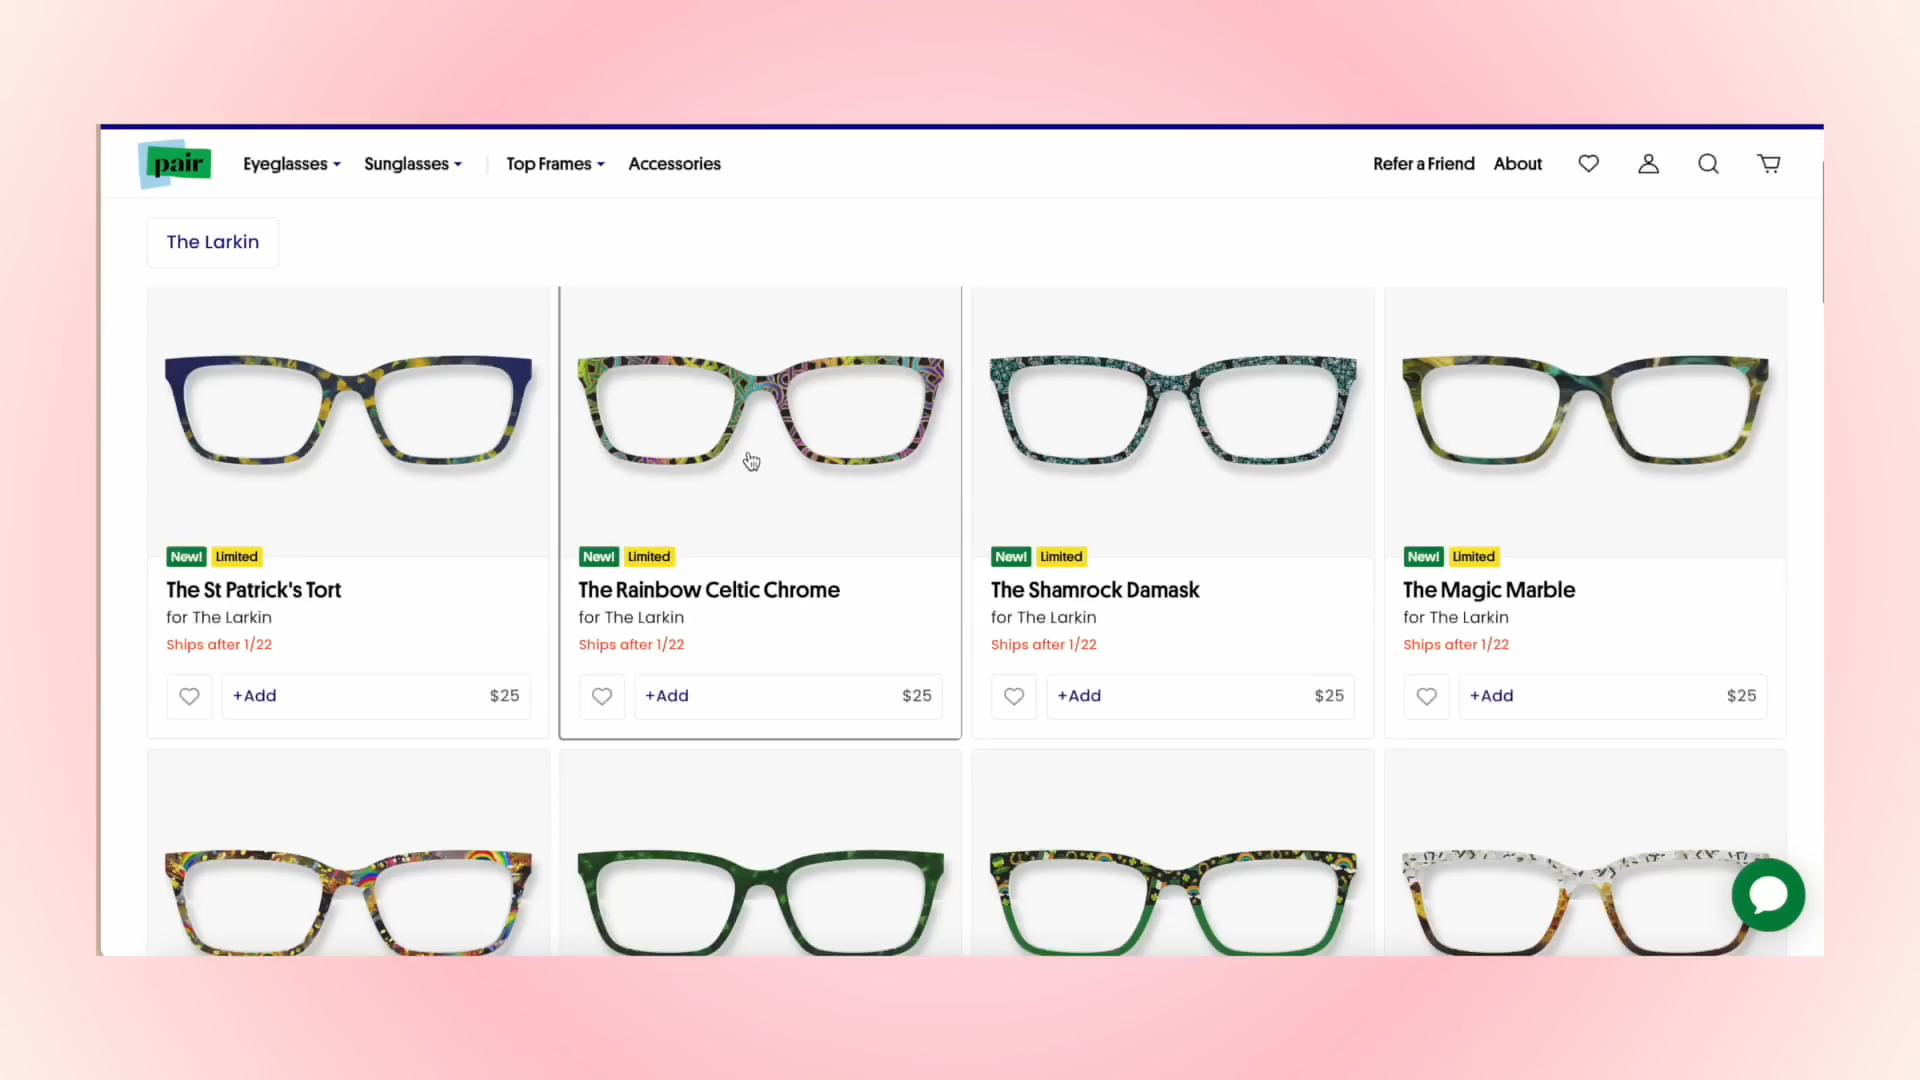 pair
Eyeglasses
Sunglasses
Top Frames
Accessories
Refer a Friend
About
The Larkin
New! Limited
The St Patrick's Tort
for The Larkin
Ships after 1/22
+Add $25
New! Limited
The Rainbow Celtic Chrome
for The Larkin
Ships after 1/22
+Add $25
New! Limited
The Shamrock Damask
for The Larkin
Ships after 1/22
+Add $25
New! Limited
The Magic Marble
for The Larkin
Ships after 1/22
+Add $25